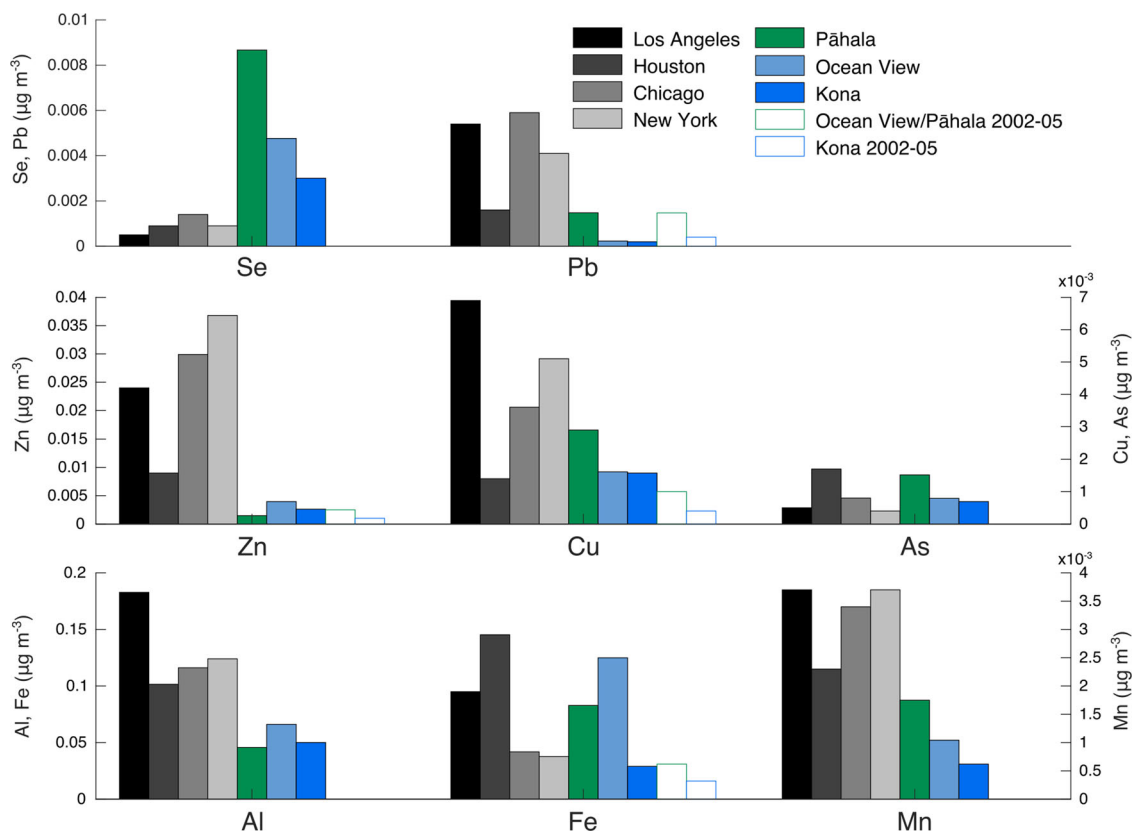 0.01
0.008
0.006
0.004
0.002
0
Se, Pb (µg m-3)
Los Angeles
Houston
Chicago
New York
Pāhala
Ocean View
Kona
Ocean View/Pāhala 2002-05
Kona 2002-05
Se
Pb
0.04
0.035
0.03
0.025
0.02
0.015
0.01
0.005
0
Zn (µg m-3)
x10-3
7
6
5
4
3
2
1
0
Cu, As (µg m-3)
Zn
Cu
As
0.2
0.15
0.1
0.05
0
Al, Fe (µg m-3)
x10-3
4
3.5
3
2.5
2
1.5
1
0.5
0
Mn (µg m-3)
Al
Fe
Mn